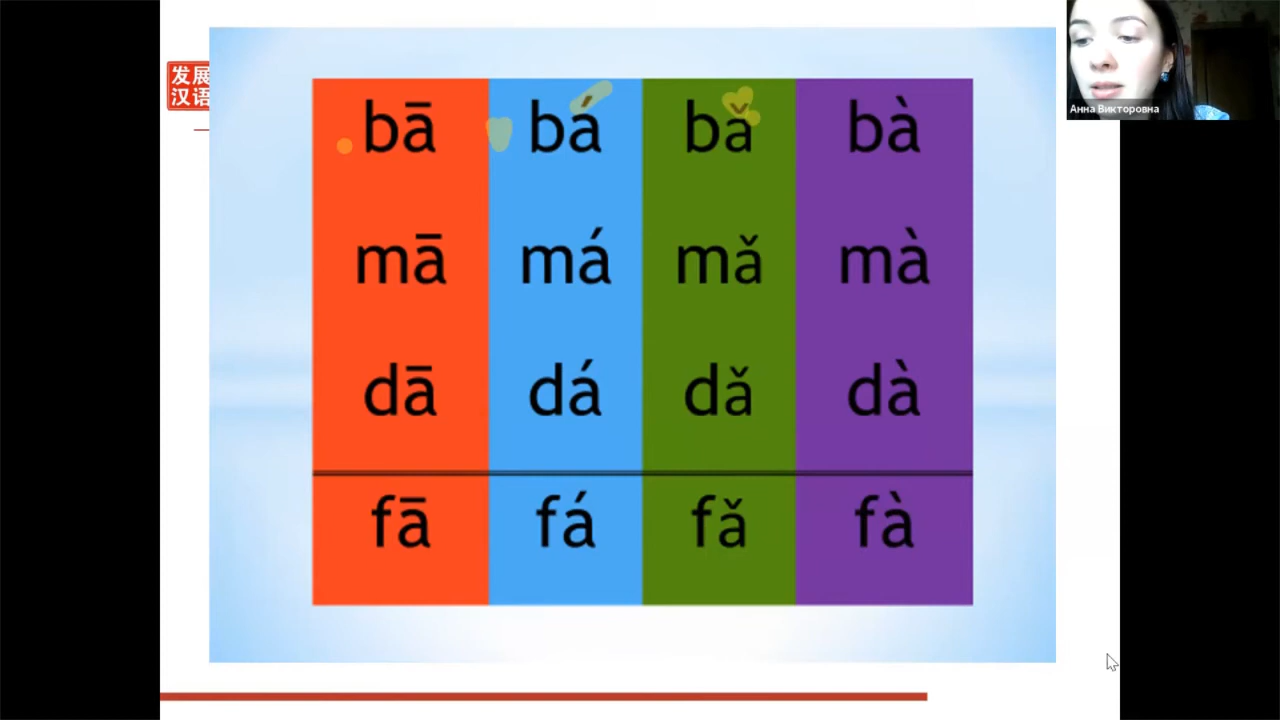 发展
汉语
bā bá bǎ bà
mā má mǎ mà
dā dá dǎ dà
fā fá fǎ fà
Анна Викторовна